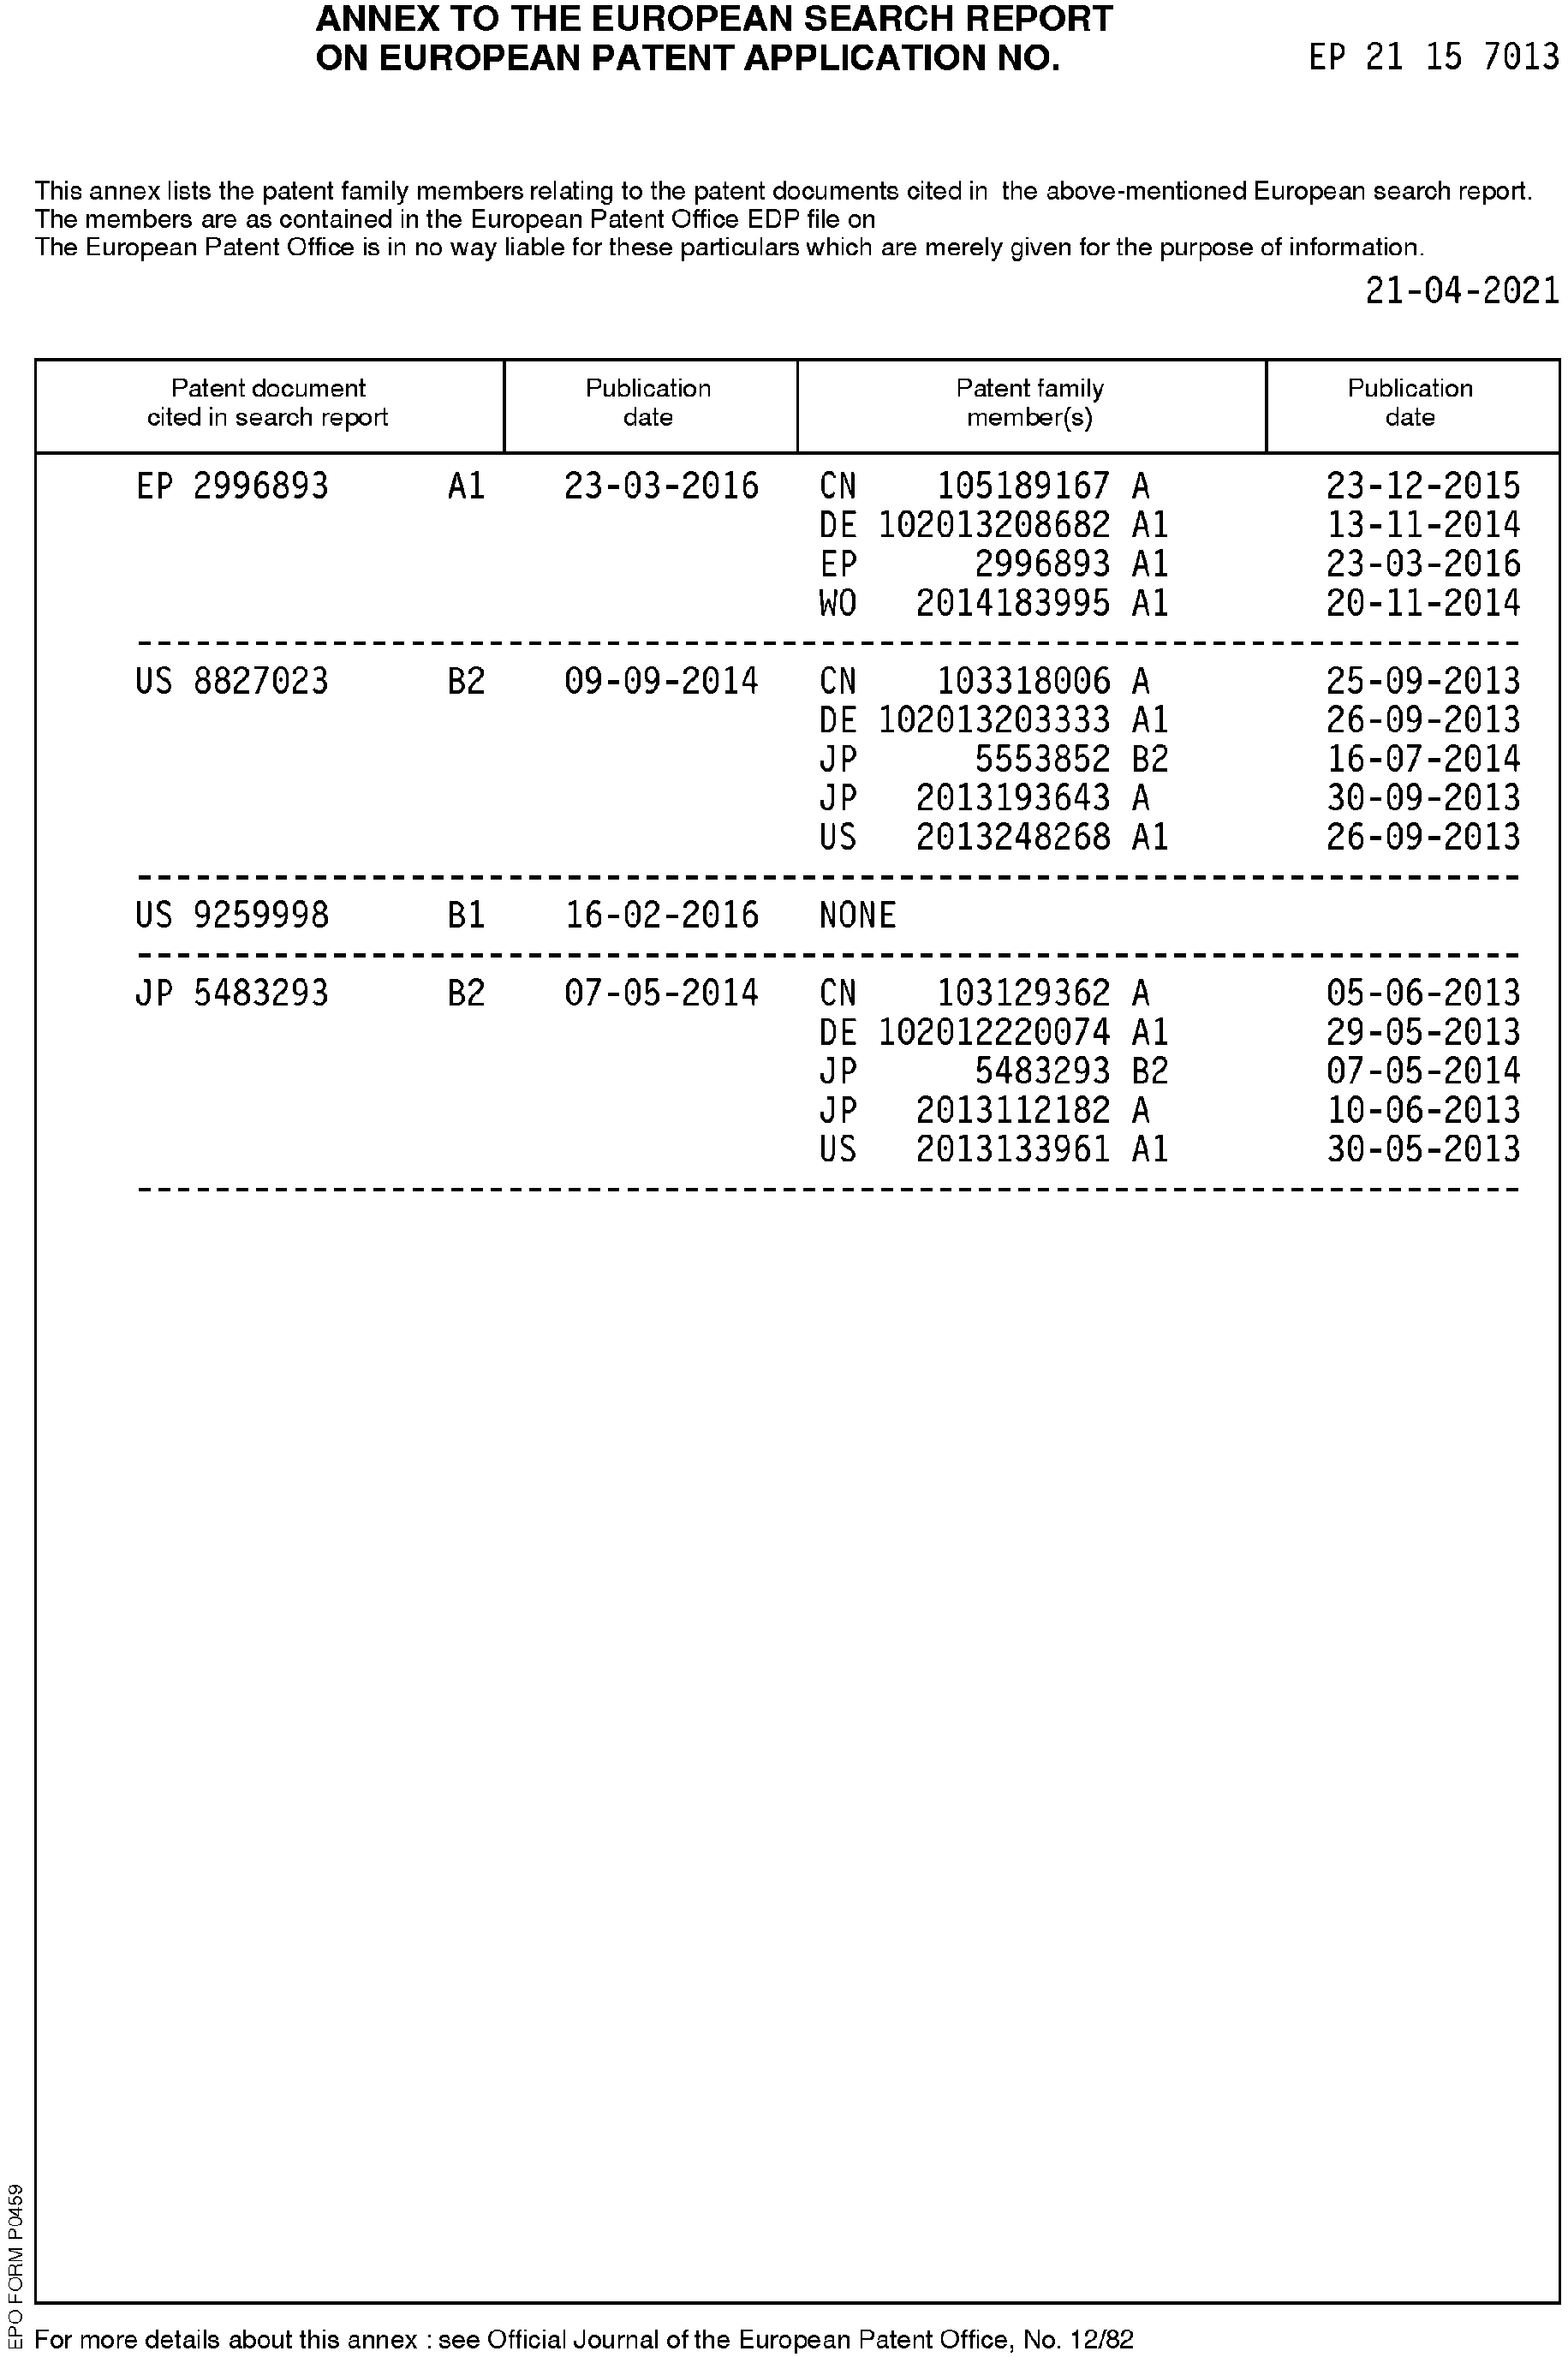 ANNEX TO THE EUROPEAN SEARCH REPORT
ON EUROPEAN PATENT APPLICATION NO. EP 21 15 7013
This annex lists the patent family members relating to the patent documents cited in the above-mentioned European search report.
The members are as contained in the European Patent Office EDP file on
The European Patent Office is in no way liable for these particulars which are merely given for the purpose of information.
21-04-2021
Patent document Publication Patent family Publication
cited in search report date member(s) date
EP 2996893 A1 23-03-2016 CN 105189167 A 23-12-2015
DE 102013208682 A1 13-11-2014
EP 2996893 A1 23-03-2016
WO 2014183995 A1 20-11-2014
US 8827023 B2 09-09-2014 CN 103318006 A 25-09-2013
DE 102013203333 A1 26-09-2013
JP 5553852 B2 16-07-2014
JP 2013193643 A 30-09-2013
US 2013248268 A1 26-09-2013
US 9259998 B1 16-02-2016 NONE
JP 5483293 B2 07-05-2014 CN 103129362 A 05-06-2013
DE 102012220074 A1 29-05-2013
JP 5483293 B2 07-05-2014
JP 2013112182 A 10-06-2013
US 2013133961 A1 30-05-2013
EPO FORM P0459
For more details about this annex : see Official Journal of the European Patent Office, No. 12/82